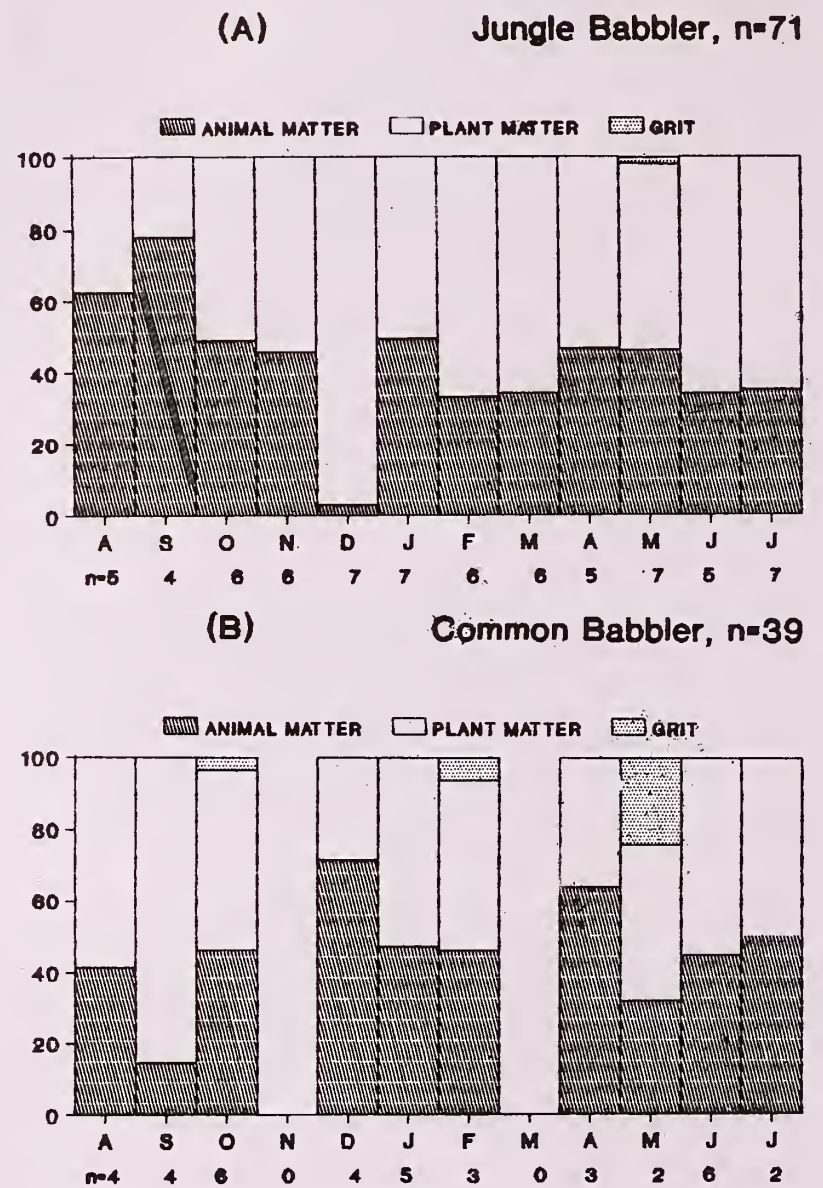 (A) Jungle Babbler, n=71
ANIMAL MATTER PLANT MATTER GRIT
100
80
60
40
20
0
A S O N D J F M A M J J
n=5 4 6 6 7 7 6 6 5 7 5 7
(B) Common Babbler, n=39
ANIMAL MATTER PLANT MATTER GRIT
100
80
60
40
20
0
A S O N D J F M A M J J
n=4 4 6 0 4 5 3 0 3 2 6 2